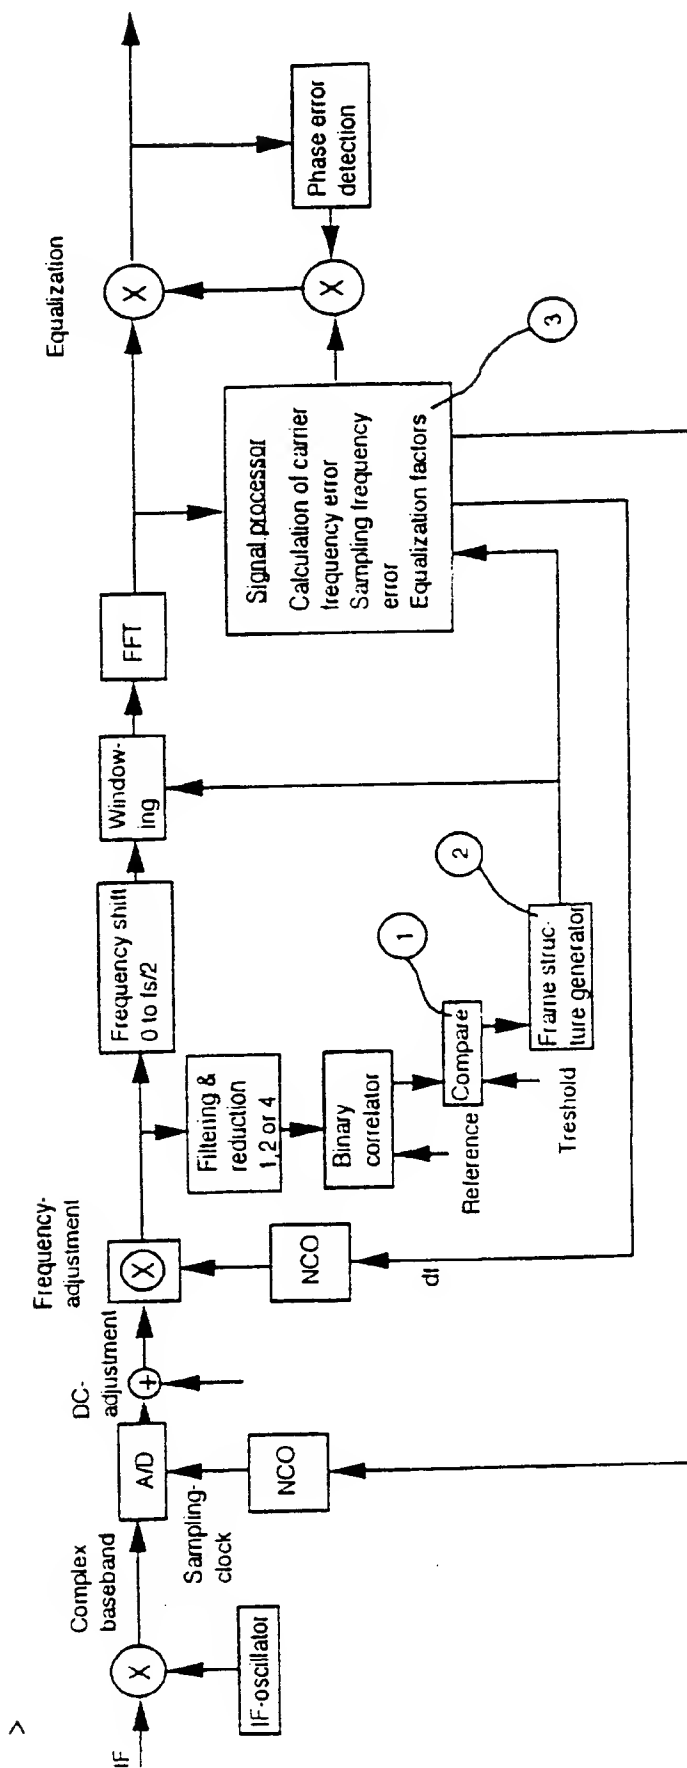 IF
IF-oscillator
Complex
baseband
A/D
Sampling-
clock
NCO
DC-
adjustment
Frequency-
adjustment
NCO
df
Frequency shift
0 to fs/2
Filtering &
reduction
1,2 or 4
Binary
correlator
Reference
Compare
Treshold
1
Frame struc-
ture generator
2
Window-
ing
FFT
Signal processor
Calculation of carrier
frequency error
Sampling frequency
error
Equalization factors
3
Equalization
X
X
X
X
+
Phase error
detection
>